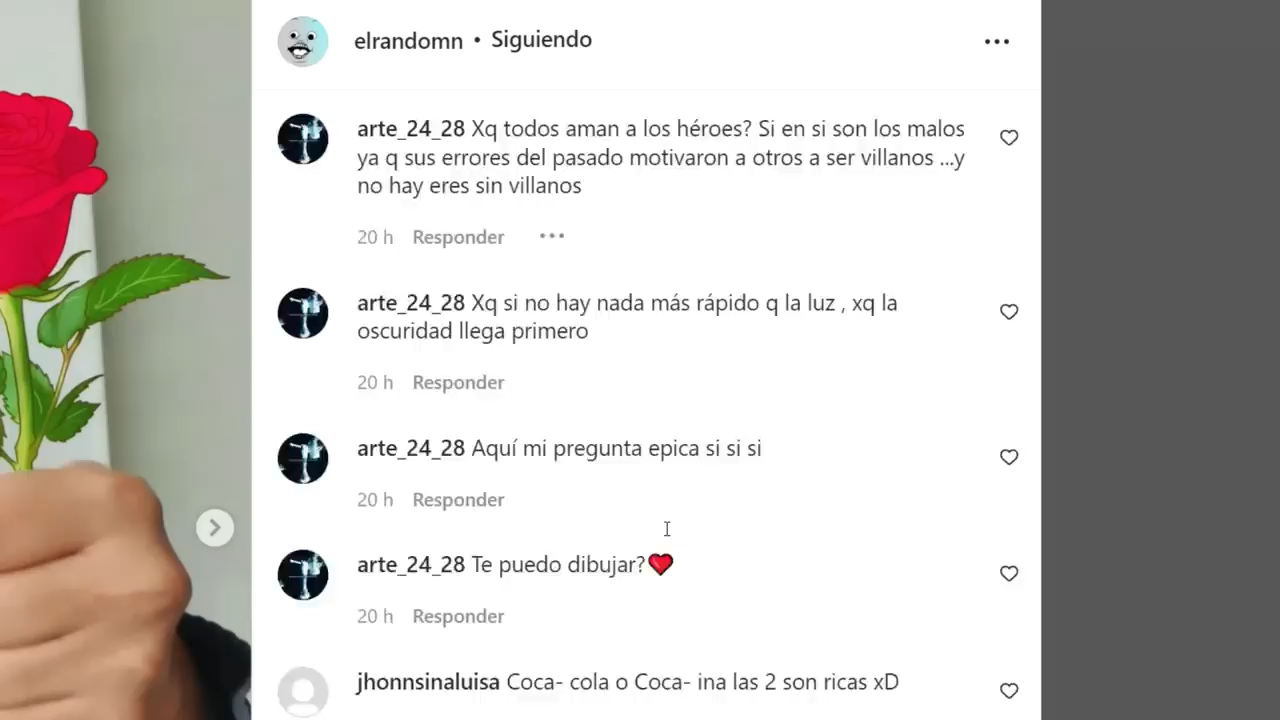 elrandomn • Siguiendo
arte_24_28 Xq todos aman a los héroes? Si en si son los malos
ya q sus errores del pasado motivaron a otros a ser villanos ...y
no hay eres sin villanos
20 h Responder
arte_24_28 Xq si no hay nada más rápido q la luz , xq la
oscuridad llega primero
20 h Responder
arte_24_28 Aquí mi pregunta epica si si si
20 h Responder
arte_24_28 Te puedo dibujar?❤️
20 h Responder
jhonnsinaluisa Coca- cola o Coca- ina las 2 son ricas xD